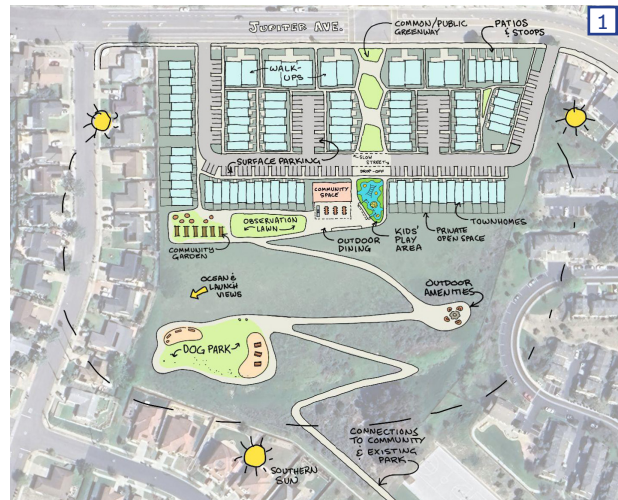 JUPITER AVE.
1
COMMON/PUBLIC
GREENWAY
PATIOS
& STOOPS
WALK-
UPS
SURFACE PARKING
SLOW
STREET
DROP-OFF
COMMUNITY
SPACE
TOWNHOMES
PRIVATE
OPEN SPACE
KIDS'
PLAY
AREA
OUTDOOR
DINING
OBSERVATION
LAWN
COMMUNITY
GARDEN
OCEAN &
LAUNCH
VIEWS
OUTDOOR
AMENITIES
DOG PARK
CONNECTIONS
TO COMMUNITY
& EXISTING
PARK
SOUTHERN
SUN